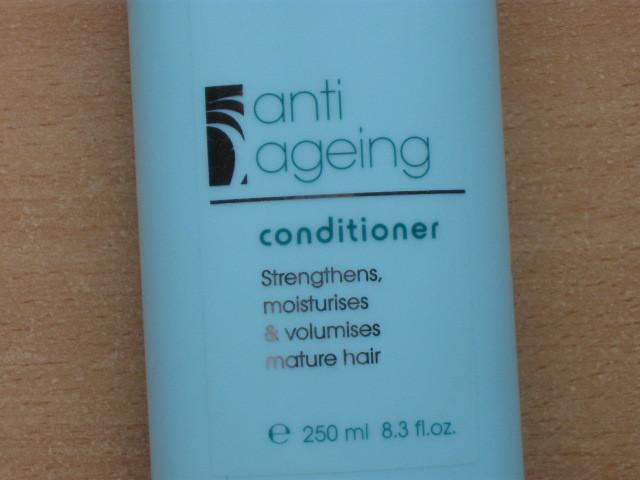 anti
ageing
conditioner
Strengthens,
moisturises
& volumises
mature hair
℮ 250 ml 8.3 fl.oz.